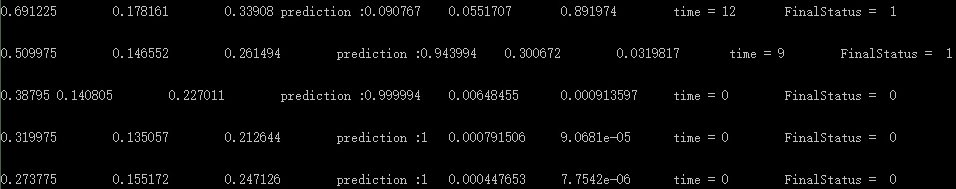 0.691225 0.178161 0.33908 prediction :0.090767 0.0551707 0.891974 time = 12 FinalStatus = 1
0.509975 0.146552 0.261494 prediction :0.943994 0.300672 0.0319817 time = 9 FinalStatus = 1
0.38795 0.140805 0.227011 prediction :0.999994 0.00648455 0.000913597 time = 0 FinalStatus = 0
0.319975 0.135057 0.212644 prediction :1 0.000791506 9.0681e-05 time = 0 FinalStatus = 0
0.273775 0.155172 0.247126 prediction :1 0.000447653 7.7542e-06 time = 0 FinalStatus = 0